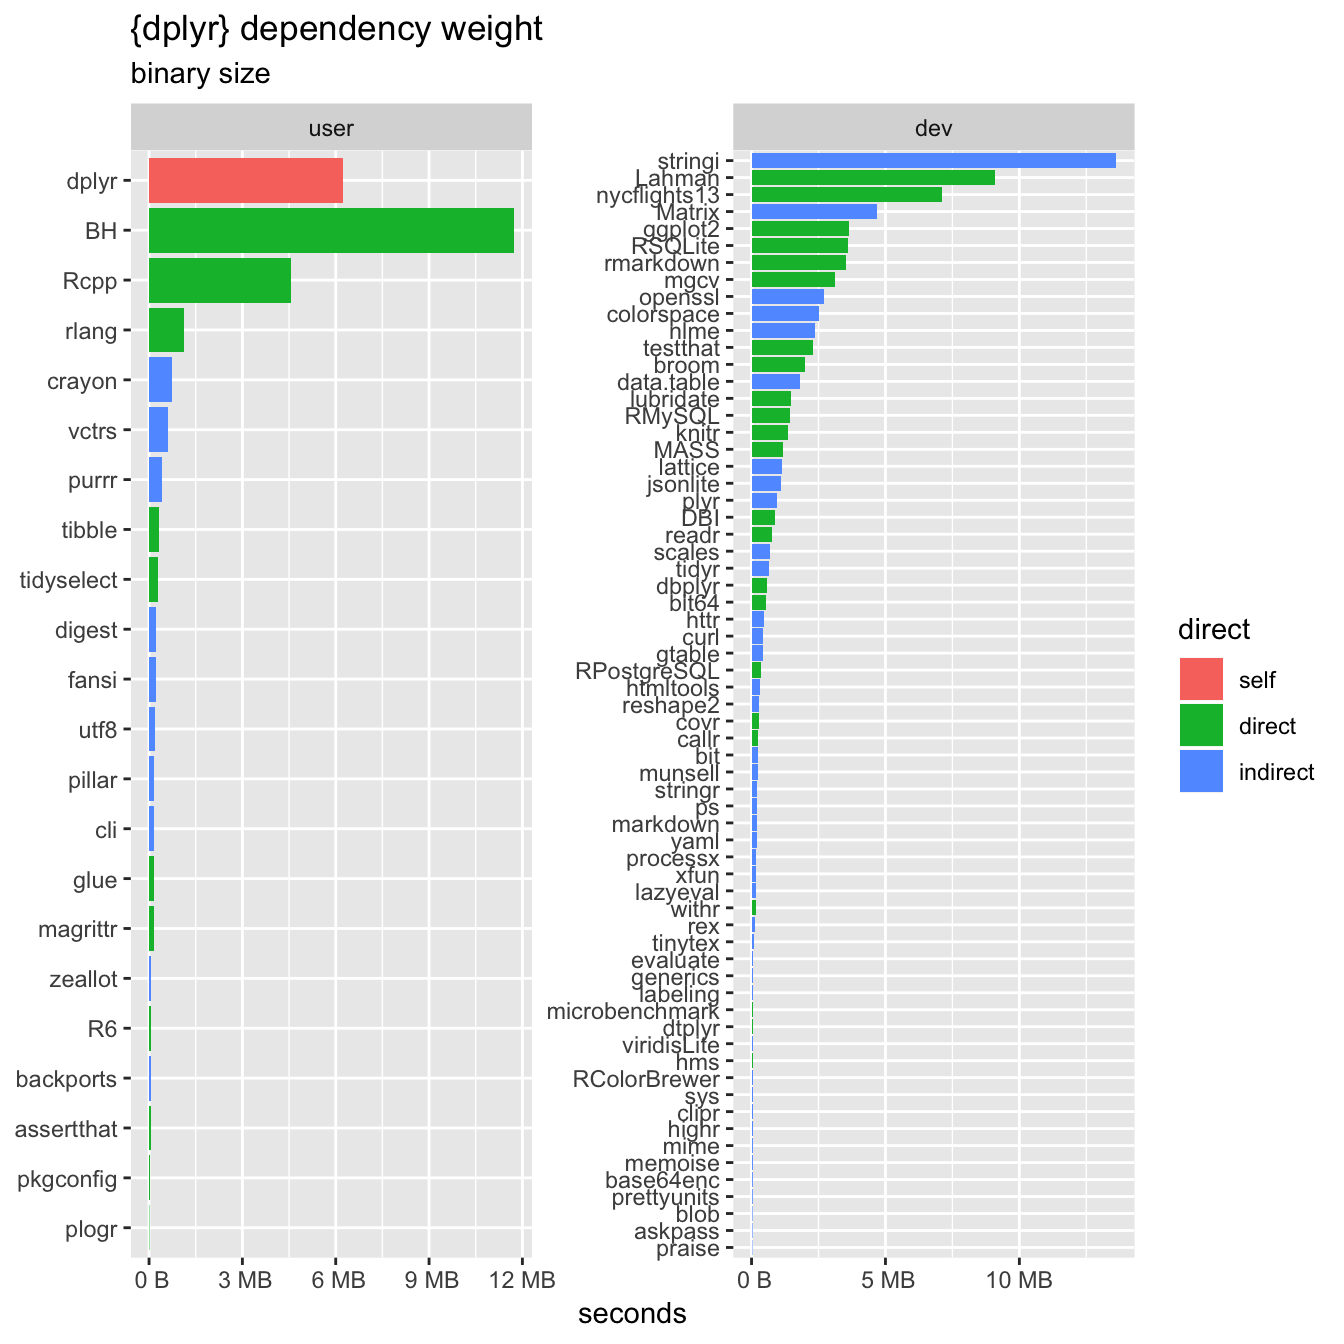 {dplyr} dependency weight
binary size
user
dplyr
BH
Rcpp
rlang
crayon
vctrs
purrr
tibble
tidyselect
digest
fansi
utf8
pillar
cli
glue
magrittr
zeallot
R6
backports
assertthat
pkgconfig
plogr
0 B 3 MB 6 MB 9 MB 12 MB
dev
stringi
Lahman
nycflights13
Matrix
ggplot2
RSQLite
rmarkdown
mgcv
openssl
colorspace
nlme
testthat
broom
data.table
lubridate
RMySQL
knitr
MASS
lattice
jsonlite
plyr
DBI
readr
scales
tidyr
dbplyr
bit64
httr
curl
gtable
RPostgreSQL
htmltools
reshape2
covr
callr
bit
munsell
stringr
ps
markdown
yaml
processx
xfun
lazyeval
withr
rex
tinytex
evaluate
generics
labeling
microbenchmark
dtplyr
viridisLite
hms
RColorBrewer
sys
clipr
highr
mime
memoise
base64enc
prettyunits
blob
askpass
praise
0 B 5 MB 10 MB
seconds
direct
self
direct
indirect